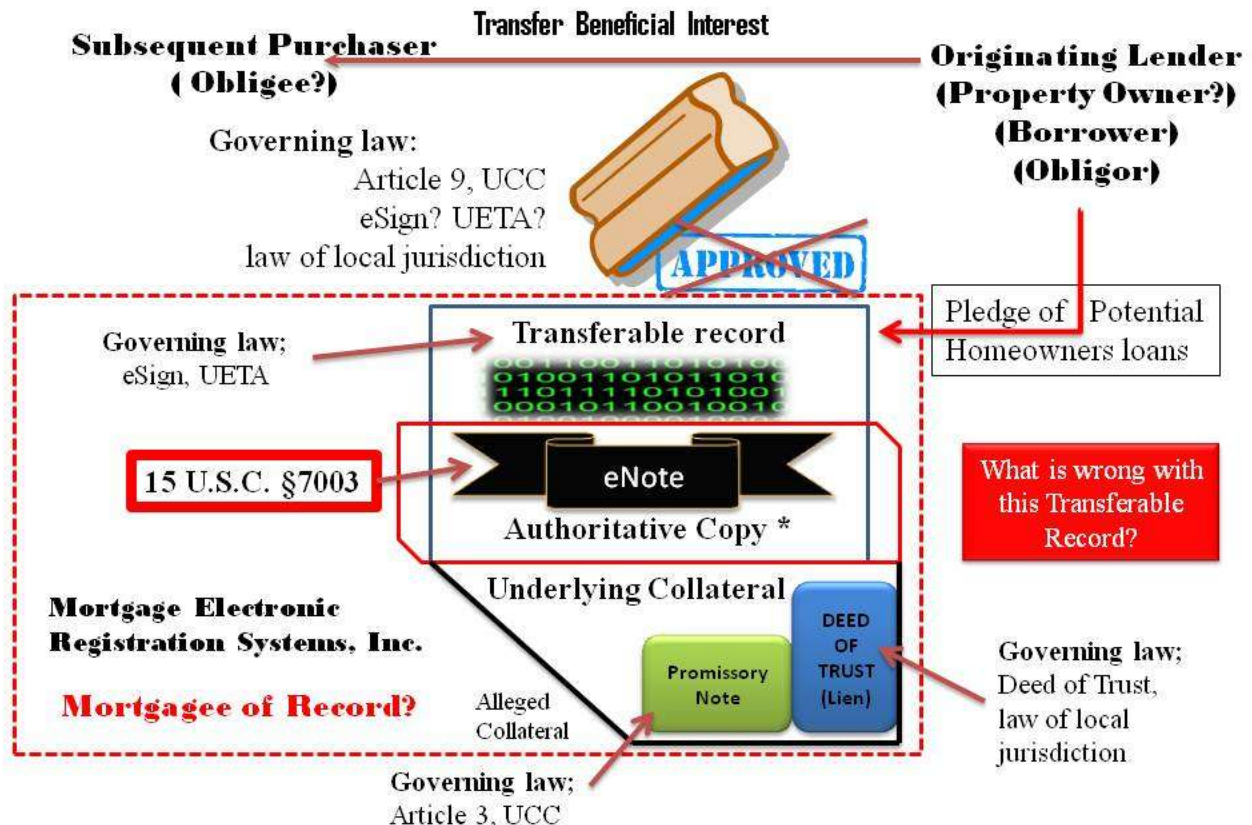 Transfer Beneficial Interest
Subsequent Purchaser
( Obligee?)
Originating Lender
(Property Owner?)
(Borrower)
(Obligor)
Governing law:
Article 9, UCC
eSign? UETA?
law of local jurisdiction
APPROVED
Pledge of Potential
Homeowners loans
Governing law;
eSign, UETA
Transferable record
010011010110101
111011110101001
000101100100101
15 U.S.C. §7003
eNote
Authoritative Copy *
What is wrong with
this Transferable
Record?
Underlying Collateral
Mortgage Electronic
Registration Systems, Inc.
Mortgagee of Record?
Alleged
Collateral
Promissory
Note
DEED
OF
TRUST
(Lien)
Governing law;
Deed of Trust,
law of local
jurisdiction
Governing law;
Article 3, UCC